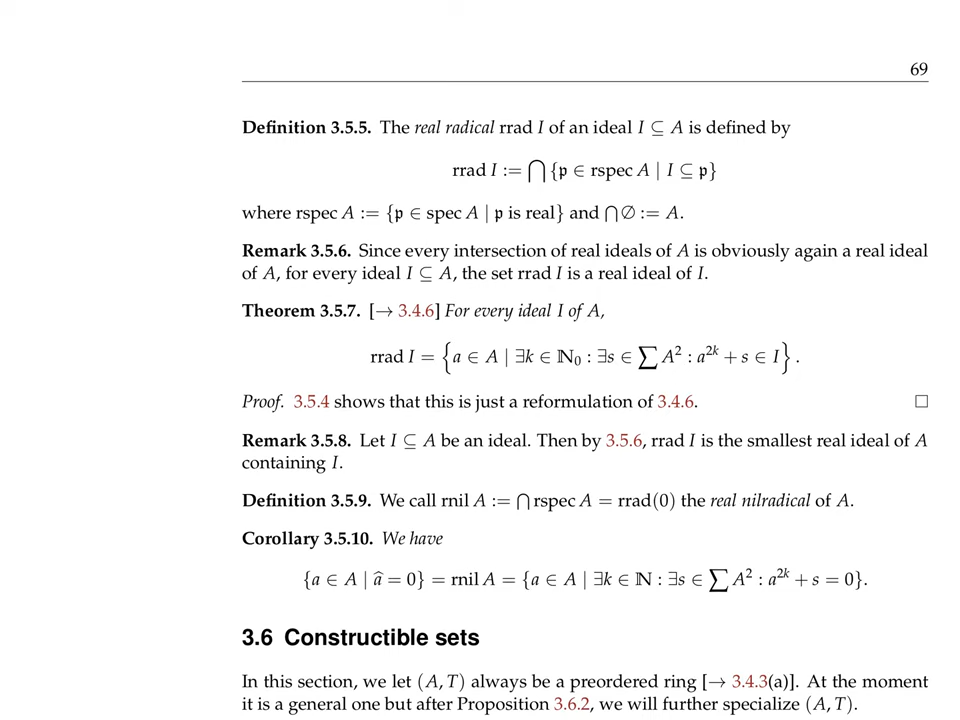 69
Definition 3.5.5. The real radical rrad I of an ideal I ⊆ A is defined by
rrad I := ⋂ {𝔭 ∈ rspec A | I ⊆ 𝔭}
where rspec A := {𝔭 ∈ spec A | 𝔭 is real} and ⋂∅ := A.
Remark 3.5.6. Since every intersection of real ideals of A is obviously again a real ideal
of A, for every ideal I ⊆ A, the set rrad I is a real ideal of I.
Theorem 3.5.7. [→ 3.4.6] For every ideal I of A,
rrad I = {a ∈ A | ∃k ∈ ℕ₀ : ∃s ∈ ∑ A² : a²ᵏ + s ∈ I}.
Proof. 3.5.4 shows that this is just a reformulation of 3.4.6. □
Remark 3.5.8. Let I ⊆ A be an ideal. Then by 3.5.6, rrad I is the smallest real ideal of A
containing I.
Definition 3.5.9. We call rnil A := ⋂ rspec A = rrad(0) the real nilradical of A.
Corollary 3.5.10. We have
{a ∈ A | â = 0} = rnil A = {a ∈ A | ∃k ∈ ℕ : ∃s ∈ ∑ A² : a²ᵏ + s = 0}.
3.6 Constructible sets
In this section, we let (A, T) always be a preordered ring [→ 3.4.3(a)]. At the moment
it is a general one but after Proposition 3.6.2, we will further specialize (A, T).